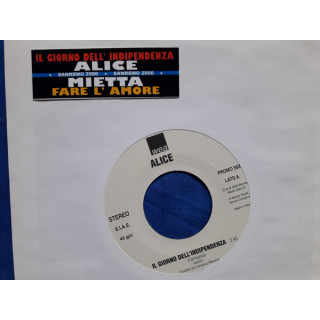 IL GIORNO DELL' INDIPENDENZA
ALICE
SANREMO 2000 SANREMO 2000
MIETTA
FARE L' AMORE
wea
ALICE
STEREO
S.I.A.E.
45 giri
PROMO
LATO A
IL GIORNO DELL'INDIPENDENZA